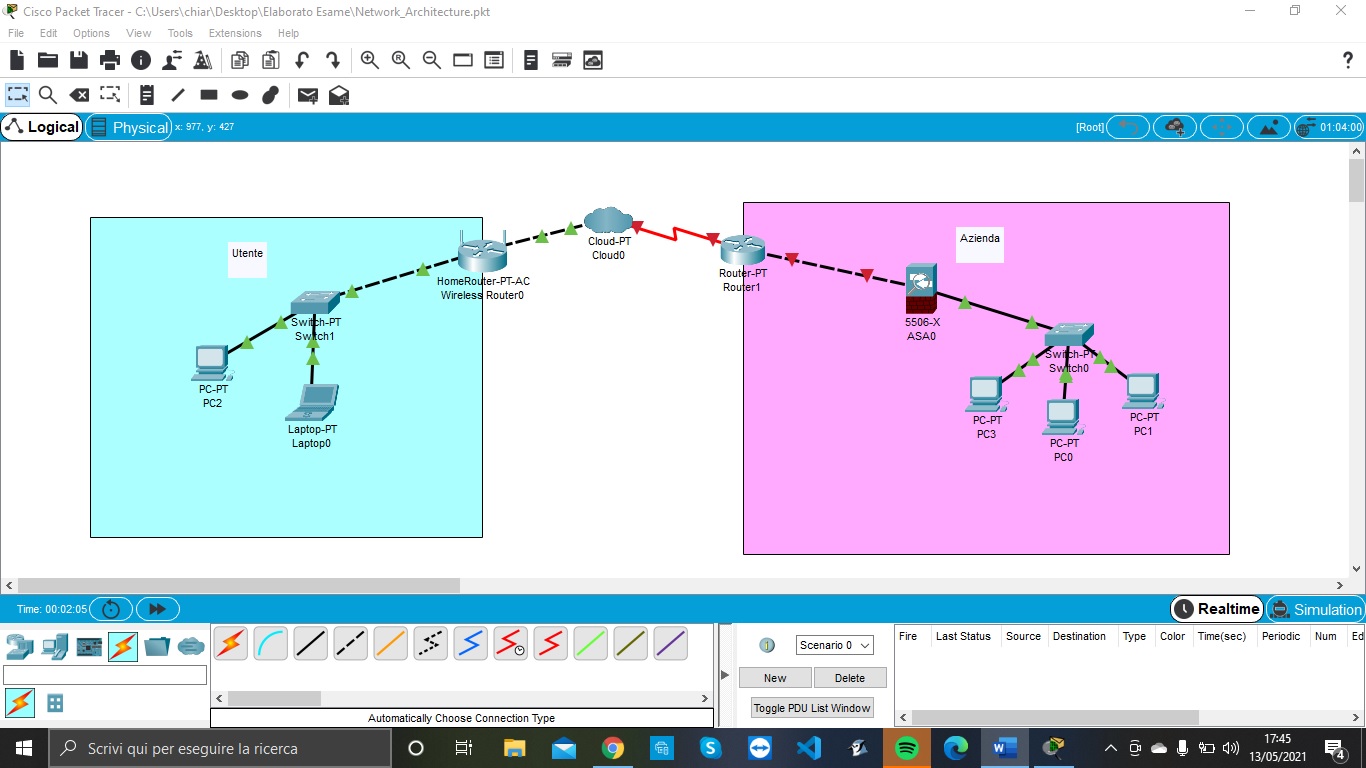 Cisco Packet Tracer - C:\Users\chiar\Desktop\Elaborato Esame\Network_Architecture.pkt
File Edit Options View Tools Extensions Help
?
Logical Physical x: 977, y: 427 [Root] 01:04:00
Utente
Cloud-PT
Cloud0
HomeRouter-PT-AC
Wireless Router0
Switch-PT
Switch1
PC-PT
PC2
Laptop-PT
Laptop0
Azienda
Router-PT
Router1
5506-X
ASA0
Switch-PT
Switch0
PC-PT
PC3
PC-PT
PC0
PC-PT
PC1
Time: 00:02:05 Realtime Simulation
Scenario 0
New Delete
Toggle PDU List Window
Fire Last Status Source Destination Type Color Time(sec) Periodic Num Ed
Automatically Choose Connection Type
Scrivi qui per eseguire la ricerca
17:45
13/05/2021
4